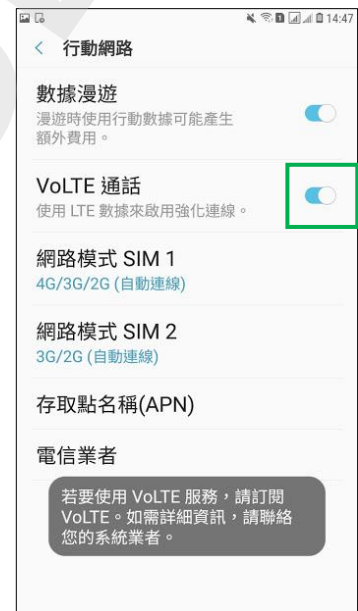 14:47
行動網路
數據漫遊
漫遊時使用行動數據可能產生
額外費用。
VoLTE 通話
使用 LTE 數據來啟用強化連線。
網路模式 SIM 1
4G/3G/2G (自動連線)
網路模式 SIM 2
3G/2G (自動連線)
存取點名稱(APN)
電信業者
若要使用 VoLTE 服務，請訂閱
VoLTE。如需詳細資訊，請聯絡
您的系統業者。